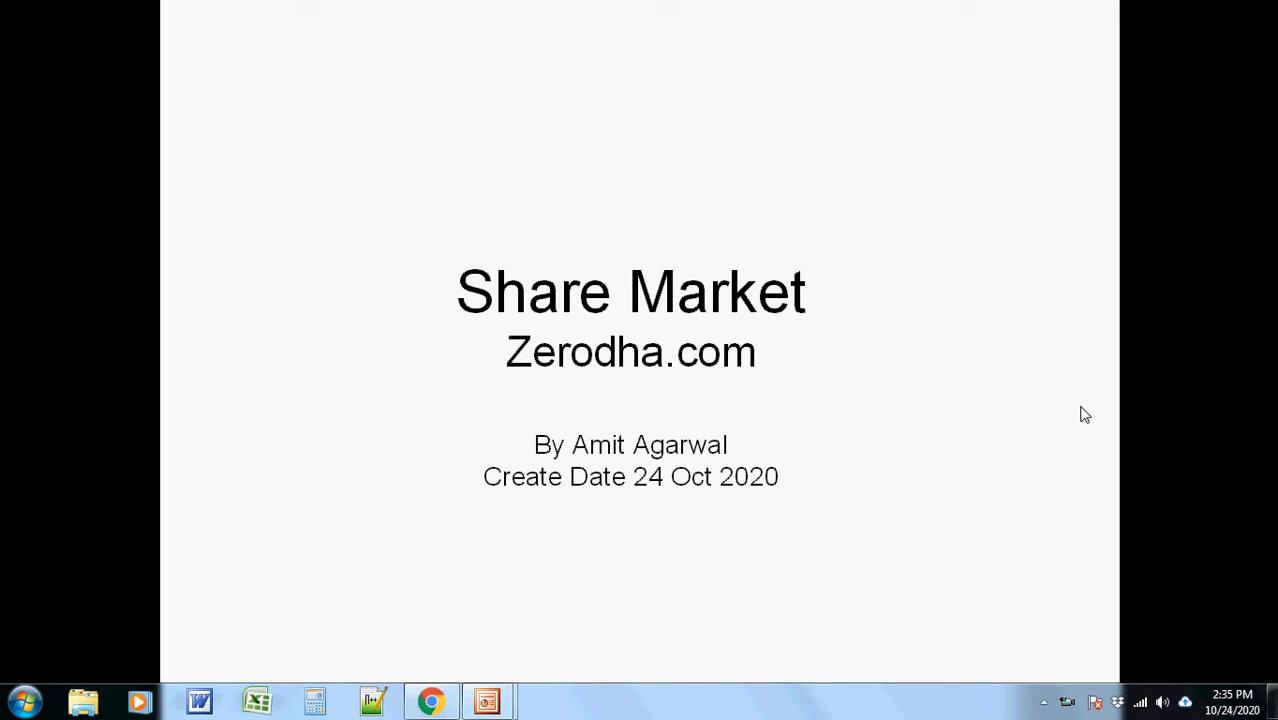 Share Market
Zerodha.com
By Amit Agarwal
Create Date 24 Oct 2020
2:35 PM
10/24/2020